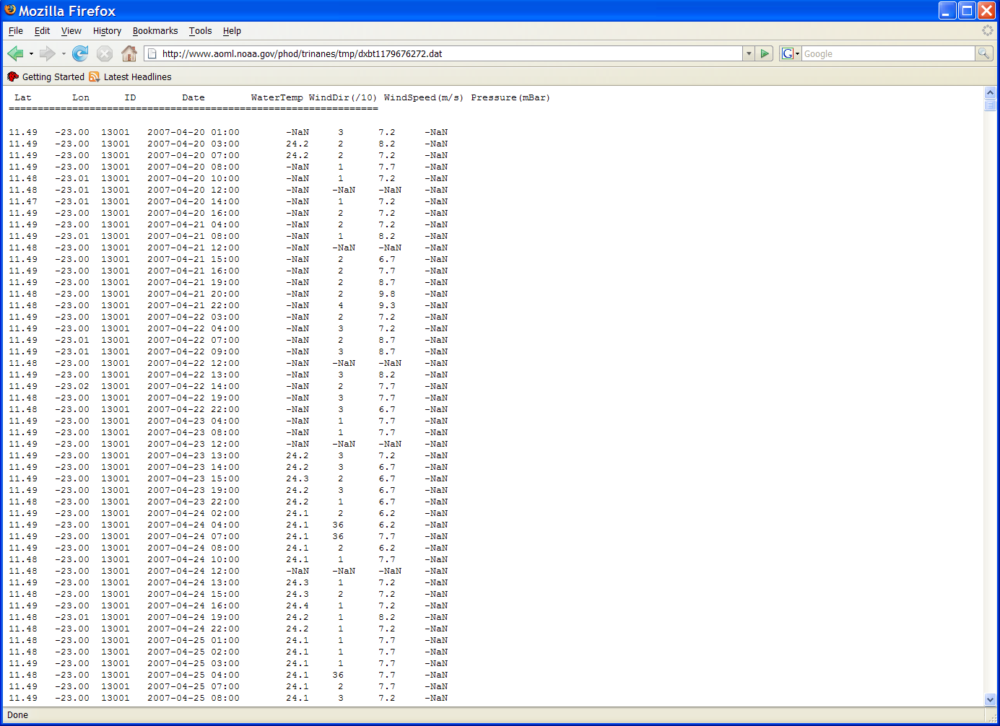 Mozilla Firefox
File Edit View History Bookmarks Tools Help
http://www.aoml.noaa.gov/phod/trinanes/tmp/dxbt1179676272.dat G Google
Getting Started Latest Headlines
Lat Lon ID Date WaterTemp WindDir(/10) WindSpeed(m/s) Pressure(mBar)
================================================================
11.49 -23.00 13001 2007-04-20 01:00 -NaN 3 7.2 -NaN
11.49 -23.00 13001 2007-04-20 03:00 24.2 2 8.2 -NaN
11.49 -23.00 13001 2007-04-20 07:00 24.2 2 7.2 -NaN
11.49 -23.00 13001 2007-04-20 08:00 -NaN 1 7.7 -NaN
11.48 -23.01 13001 2007-04-20 10:00 -NaN 1 7.2 -NaN
11.48 -23.01 13001 2007-04-20 12:00 -NaN -NaN -NaN -NaN
11.47 -23.01 13001 2007-04-20 14:00 -NaN 1 7.2 -NaN
11.49 -23.00 13001 2007-04-20 16:00 -NaN 2 7.2 -NaN
11.49 -23.00 13001 2007-04-21 04:00 -NaN 2 7.2 -NaN
11.49 -23.01 13001 2007-04-21 08:00 -NaN 1 8.2 -NaN
11.48 -23.00 13001 2007-04-21 12:00 -NaN -NaN -NaN -NaN
11.49 -23.00 13001 2007-04-21 15:00 -NaN 2 6.7 -NaN
11.49 -23.00 13001 2007-04-21 16:00 -NaN 2 7.7 -NaN
11.49 -23.00 13001 2007-04-21 19:00 -NaN 2 8.7 -NaN
11.48 -23.00 13001 2007-04-21 20:00 -NaN 2 9.8 -NaN
11.48 -23.00 13001 2007-04-21 22:00 -NaN 4 9.3 -NaN
11.49 -23.00 13001 2007-04-22 03:00 -NaN 2 7.2 -NaN
11.49 -23.00 13001 2007-04-22 04:00 -NaN 3 7.2 -NaN
11.49 -23.01 13001 2007-04-22 07:00 -NaN 2 8.7 -NaN
11.49 -23.01 13001 2007-04-22 09:00 -NaN 3 8.7 -NaN
11.48 -23.00 13001 2007-04-22 12:00 -NaN -NaN -NaN -NaN
11.49 -23.00 13001 2007-04-22 13:00 -NaN 3 8.2 -NaN
11.49 -23.02 13001 2007-04-22 14:00 -NaN 2 7.7 -NaN
11.48 -23.00 13001 2007-04-22 19:00 -NaN 3 7.7 -NaN
11.48 -23.00 13001 2007-04-22 22:00 -NaN 3 6.7 -NaN
11.49 -23.00 13001 2007-04-23 04:00 -NaN 1 7.7 -NaN
11.49 -23.00 13001 2007-04-23 08:00 -NaN 1 7.7 -NaN
11.49 -23.00 13001 2007-04-23 12:00 -NaN -NaN -NaN -NaN
11.49 -23.00 13001 2007-04-23 13:00 24.2 3 7.2 -NaN
11.49 -23.00 13001 2007-04-23 14:00 24.2 3 6.7 -NaN
11.49 -23.00 13001 2007-04-23 15:00 24.3 2 6.7 -NaN
11.49 -23.00 13001 2007-04-23 19:00 24.2 3 6.7 -NaN
11.48 -23.00 13001 2007-04-23 22:00 24.2 1 6.7 -NaN
11.49 -23.00 13001 2007-04-24 02:00 24.1 2 6.2 -NaN
11.49 -23.00 13001 2007-04-24 04:00 24.1 36 6.2 -NaN
11.49 -23.00 13001 2007-04-24 07:00 24.1 36 7.7 -NaN
11.49 -23.00 13001 2007-04-24 08:00 24.1 2 6.2 -NaN
11.48 -23.00 13001 2007-04-24 10:00 24.1 1 7.7 -NaN
11.48 -23.00 13001 2007-04-24 12:00 -NaN -NaN -NaN -NaN
11.49 -23.00 13001 2007-04-24 13:00 24.3 1 7.2 -NaN
11.49 -23.00 13001 2007-04-24 15:00 24.3 2 7.2 -NaN
11.49 -23.00 13001 2007-04-24 16:00 24.4 1 7.2 -NaN
11.48 -23.01 13001 2007-04-24 19:00 24.2 1 8.2 -NaN
11.48 -23.00 13001 2007-04-24 22:00 24.2 1 7.2 -NaN
11.48 -23.00 13001 2007-04-25 01:00 24.1 1 7.7 -NaN
11.48 -23.00 13001 2007-04-25 02:00 24.1 1 7.7 -NaN
11.49 -23.00 13001 2007-04-25 03:00 24.1 1 7.7 -NaN
11.48 -23.00 13001 2007-04-25 04:00 24.1 36 7.7 -NaN
11.49 -23.00 13001 2007-04-25 07:00 24.1 2 7.7 -NaN
11.49 -23.00 13001 2007-04-25 08:00 24.1 3 7.2 -NaN
Done